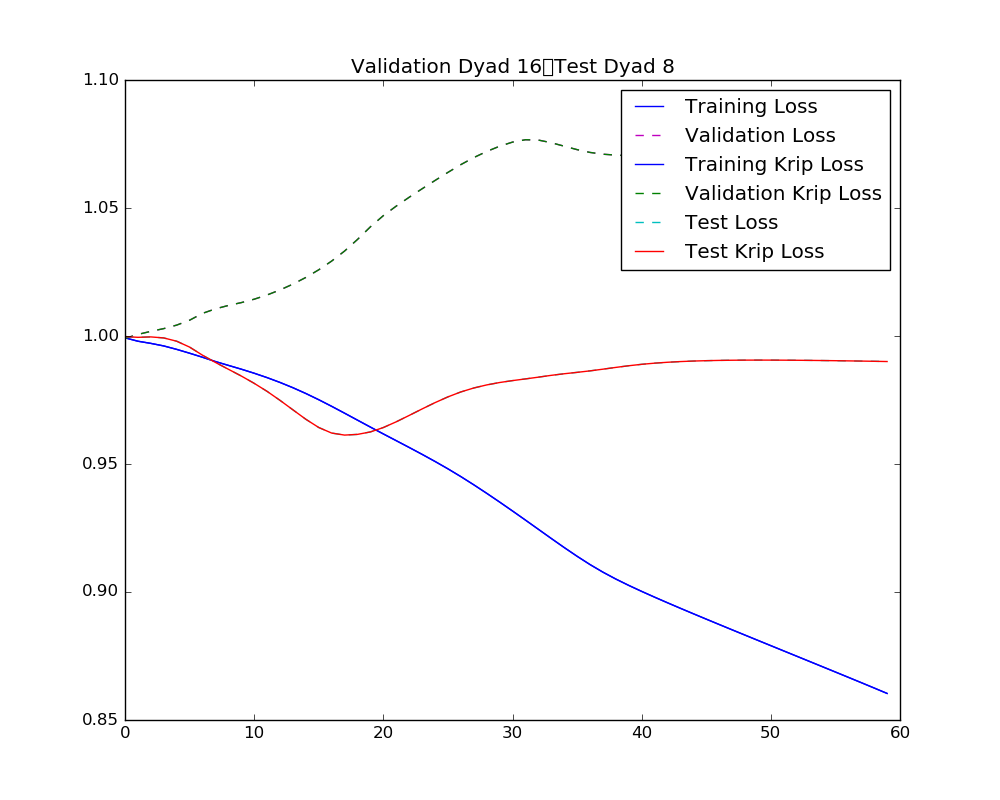 Validation Dyad 16▯Test Dyad 8
1.10
1.05
1.00
0.95
0.90
0.85
0
10
20
30
40
50
60
Training Loss
Validation Loss
Training Krip Loss
Validation Krip Loss
Test Loss
Test Krip Loss